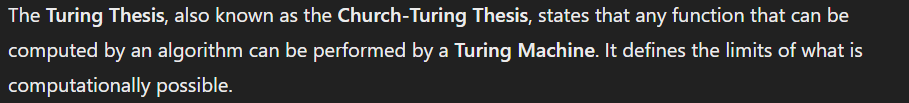 The Turing Thesis, also known as the Church-Turing Thesis, states that any function that can be
computed by an algorithm can be performed by a Turing Machine. It defines the limits of what is
computationally possible.